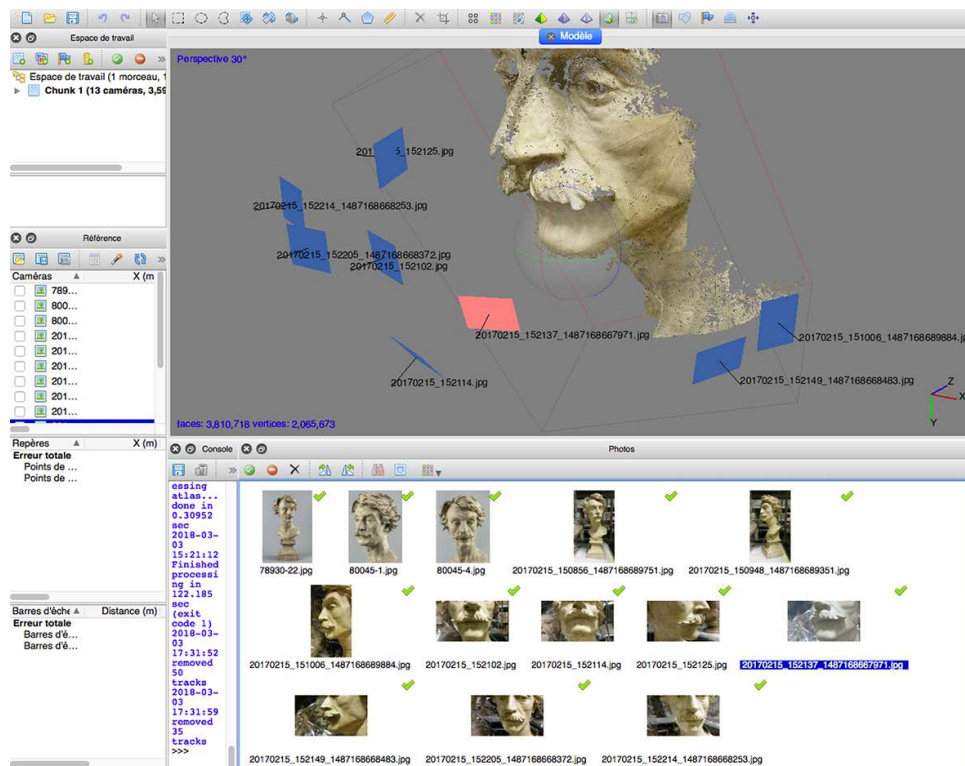 Espace de travail
Modèle
Espace de travail (1 morceau, 1
Chunk 1 (13 caméras, 3,59
Perspective 30°
20170215_152125.jpg
20170215_152214_1487168668253.jpg
20170215_152205_1487168668372.jpg
20170215_152102.jpg
20170215_152137_1487168667971.jpg
20170215_151006_1487168689884.jpg
20170215_152114.jpg
20170215_152149_1487168668483.jpg
Z
X
Y
faces: 3,810,718 vertices: 2,065,673
Référence
Caméras X (m
789...
800...
800...
201...
201...
201...
201...
201...
201...
Repères X (m)
Erreur totale
Points de ...
Points de ...
Barres d'éche Distance (m)
Erreur totale
Barres d'é...
Barres d'é...
Console
Photos
essing
atlas...
done in
0.30952
sec
2018-03-
03
15:21:12
Finished
processi
ng in
122.185
sec
(exit
code 1)
2018-03-
03
17:31:52
removed
50
tracks
2018-03-
03
17:31:59
removed
35
tracks
>>>
78930-22.jpg 80045-1.jpg 80045-4.jpg 20170215_150856_1487168689751.jpg 20170215_150948_1487168689351.jpg
20170215_151006_1487168689884.jpg 20170215_152102.jpg 20170215_152114.jpg 20170215_152125.jpg 20170215_152137_1487168667971.jpg
20170215_152149_1487168668483.jpg 20170215_152205_1487168668372.jpg 20170215_152214_1487168668253.jpg